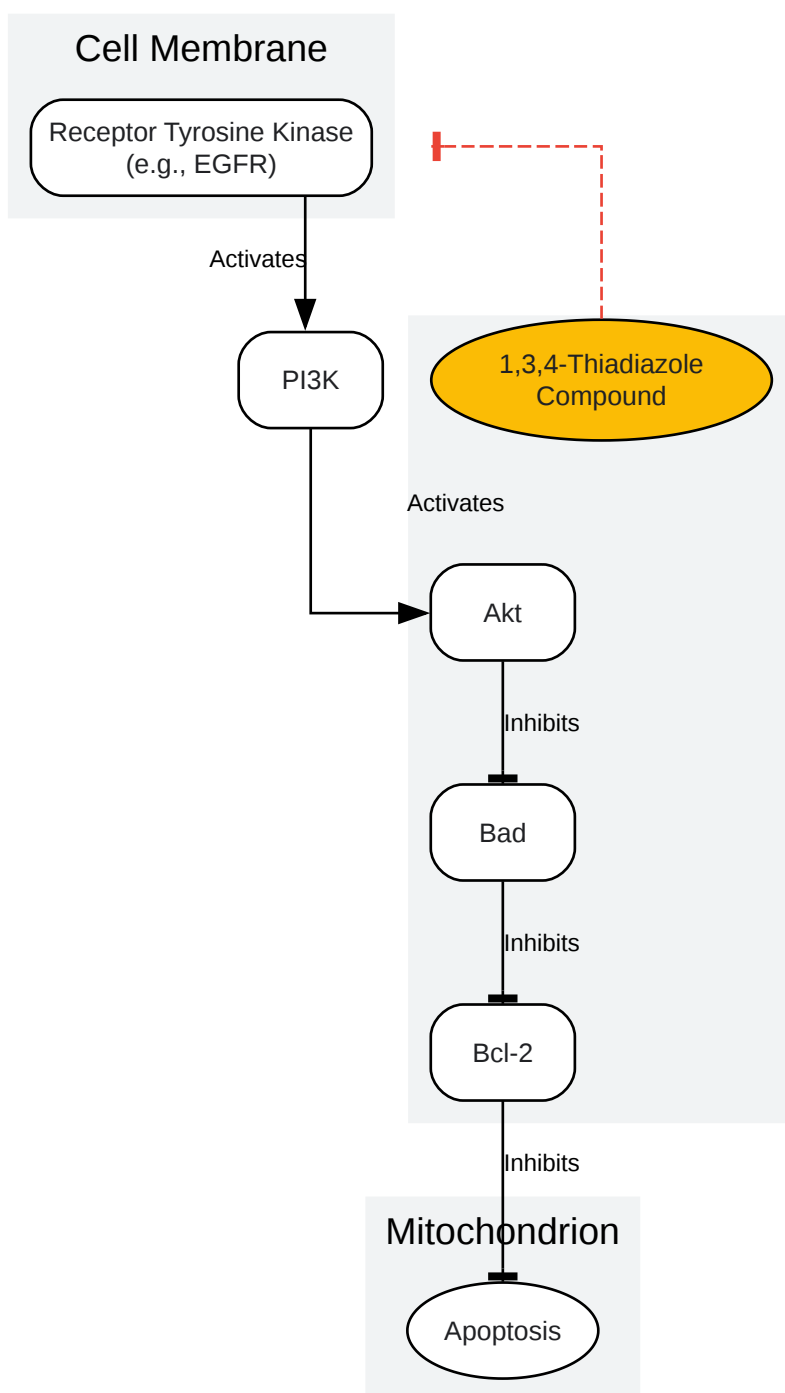 Cell Membrane
Receptor Tyrosine Kinase
(e.g., EGFR)
Activates
PI3K
1,3,4-Thiadiazole
Compound
Activates
Akt
Inhibits
Bad
Inhibits
Bcl-2
Inhibits
Mitochondrion
Apoptosis